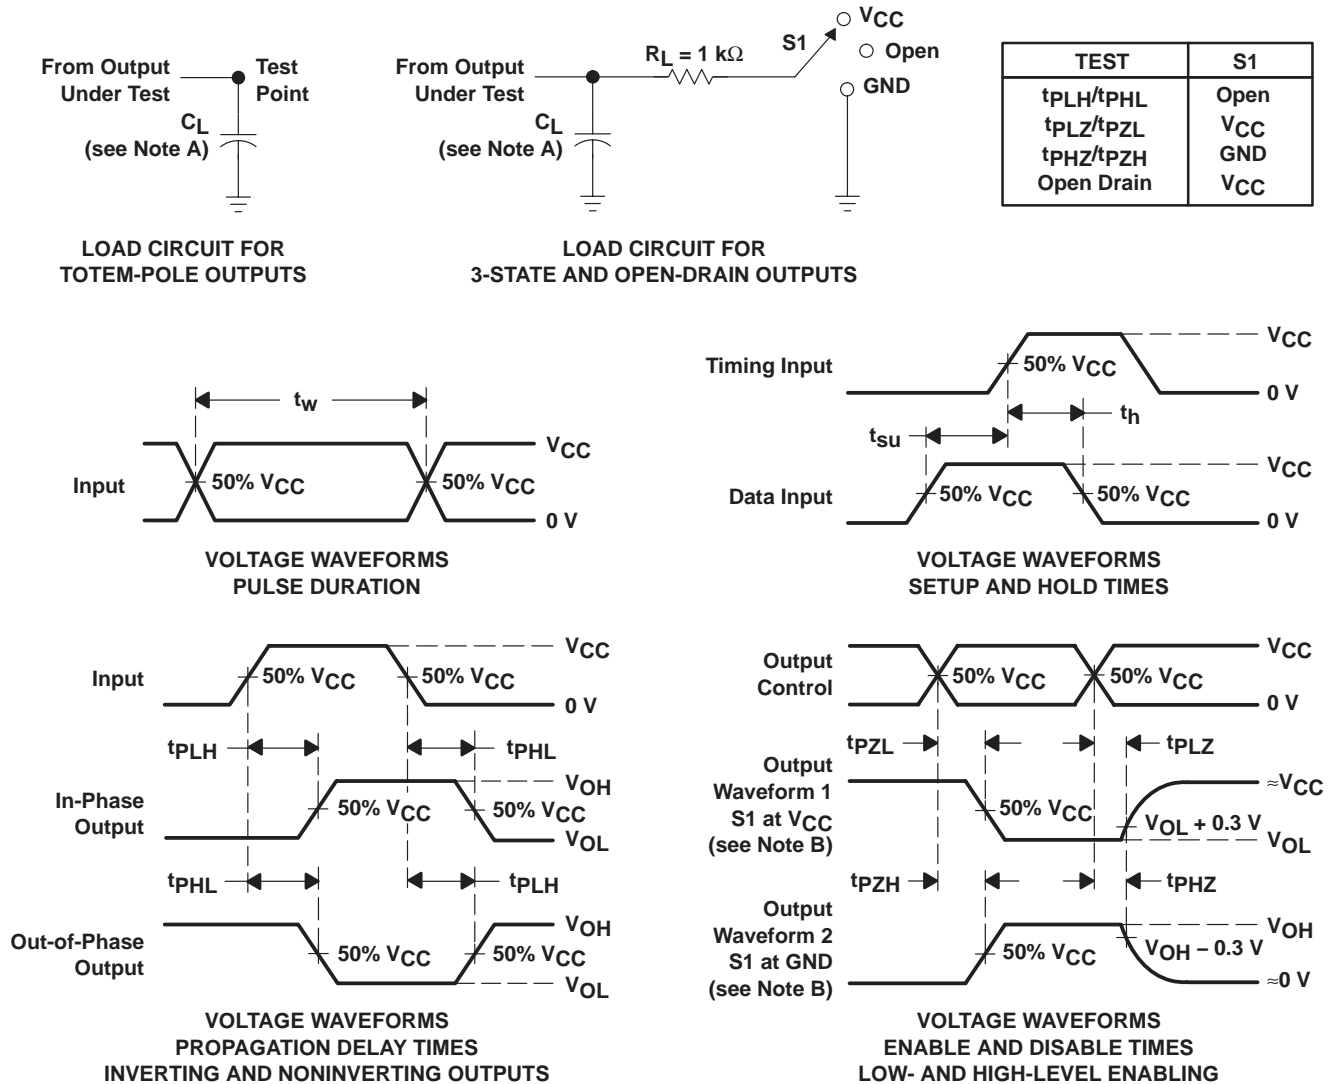 From Output
Under Test
Test
Point
CL
(see Note A)
LOAD CIRCUIT FOR
TOTEM-POLE OUTPUTS
From Output
Under Test
RL = 1 kΩ
S1
VCC
Open
GND
CL
(see Note A)
LOAD CIRCUIT FOR
3-STATE AND OPEN-DRAIN OUTPUTS
TEST S1
tPLH/tPHL Open
tPLZ/tPZL VCC
tPHZ/tPZH GND
Open Drain VCC
tw
Input
50% VCC
50% VCC
VCC
0 V
VOLTAGE WAVEFORMS
PULSE DURATION
Timing Input
50% VCC
VCC
0 V
tsu
th
Data Input
50% VCC
50% VCC
VCC
0 V
VOLTAGE WAVEFORMS
SETUP AND HOLD TIMES
Input
50% VCC
50% VCC
VCC
0 V
tPLH
tPHL
In-Phase
Output
50% VCC
50% VCC
VOH
VOL
tPHL
tPLH
Out-of-Phase
Output
50% VCC
50% VCC
VOH
VOL
VOLTAGE WAVEFORMS
PROPAGATION DELAY TIMES
INVERTING AND NONINVERTING OUTPUTS
Output
Control
50% VCC
50% VCC
VCC
0 V
tPZL
tPLZ
Output
Waveform 1
S1 at VCC
(see Note B)
50% VCC
≈VCC
VOL + 0.3 V
VOL
tPZH
tPHZ
Output
Waveform 2
S1 at GND
(see Note B)
50% VCC
VOH
VOH − 0.3 V
≈0 V
VOLTAGE WAVEFORMS
ENABLE AND DISABLE TIMES
LOW- AND HIGH-LEVEL ENABLING